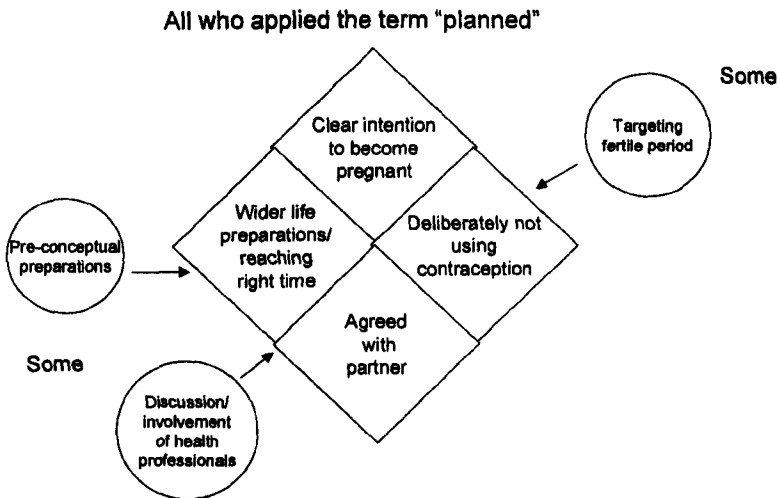 All who applied the term “planned”
Some
Targeting
fertile period
Clear intention
to become
pregnant
Wider life
preparations/
reaching
right time
Deliberately not
using
contraception
Pre-conceptual
preparations
Agreed
with
partner
Some
Discussion/
involvement
of health
professionals